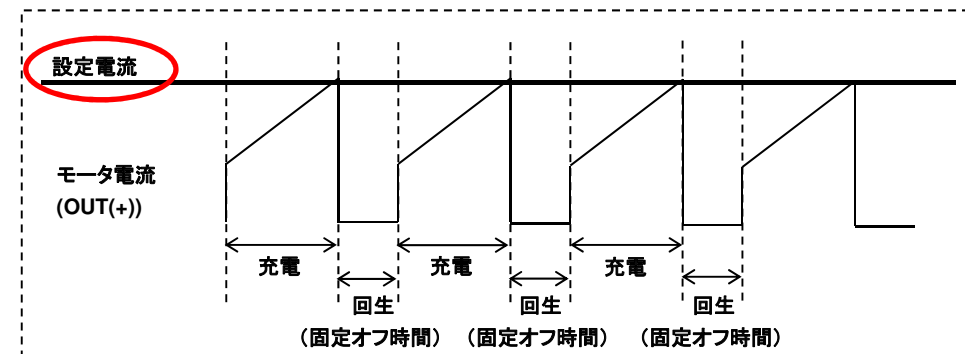 設定電流
モータ電流
(OUT(+))
充電 充電 充電
回生 回生 回生
（固定オフ時間） （固定オフ時間） （固定オフ時間）